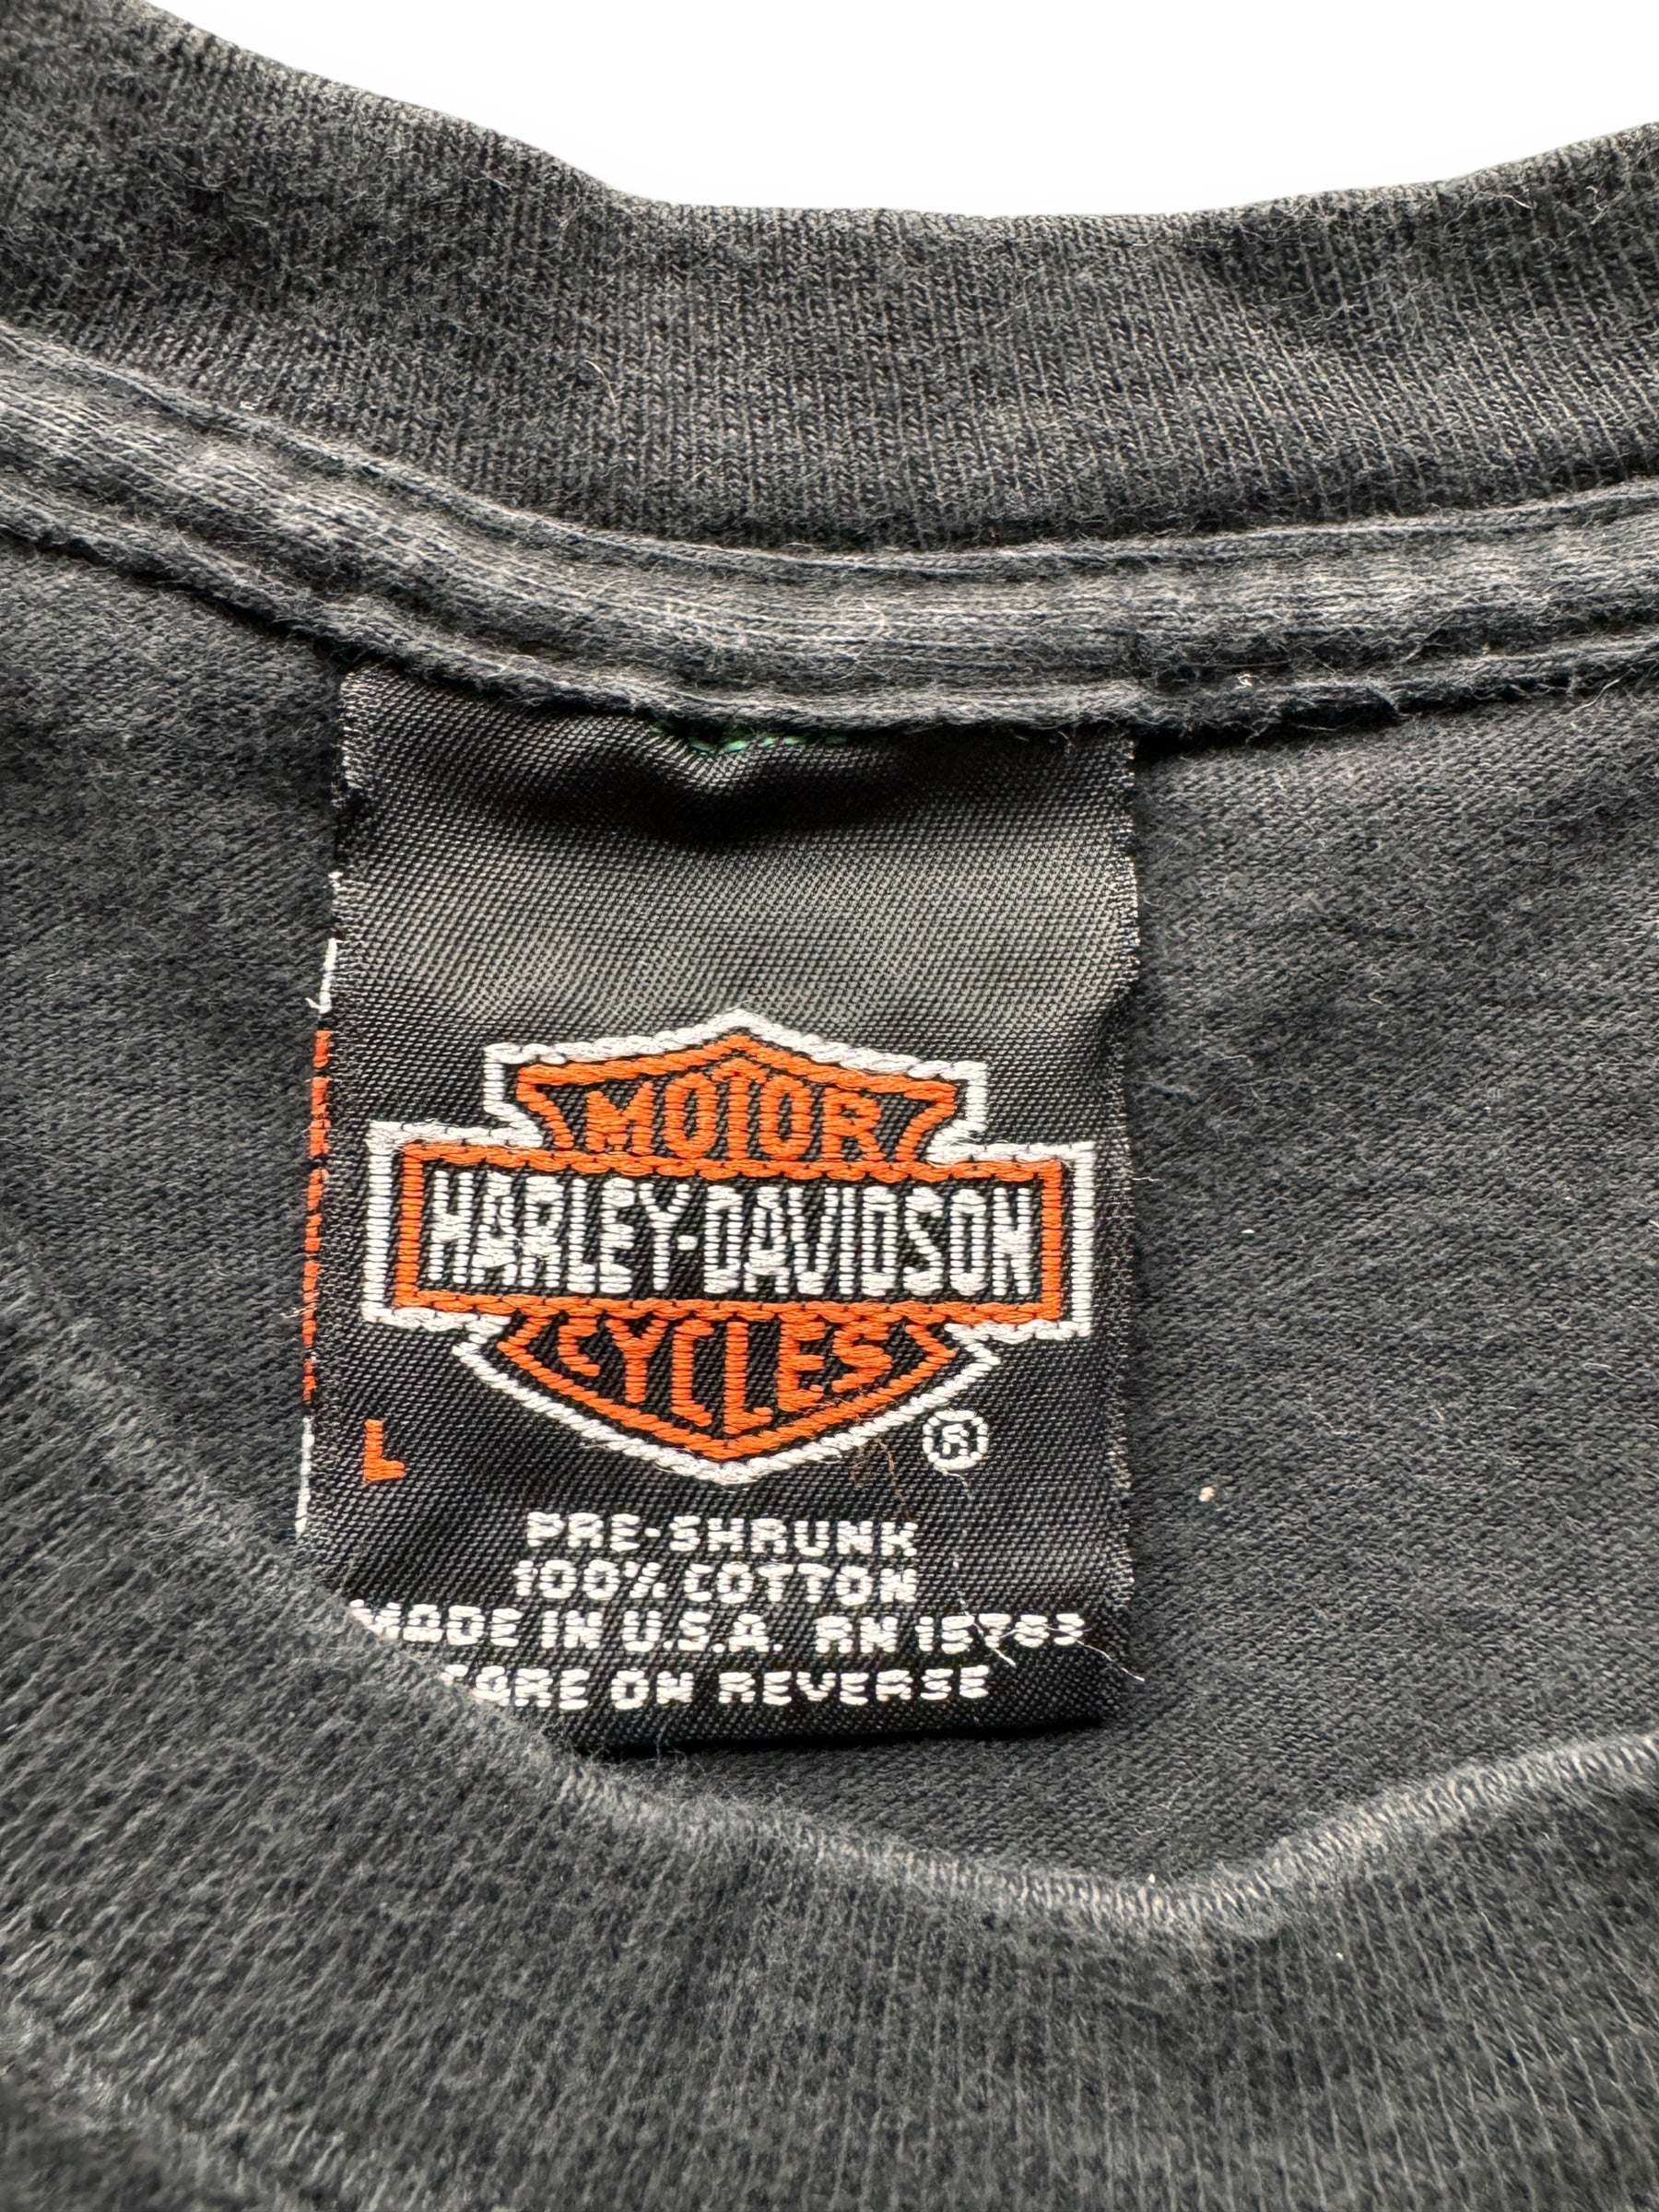 MOTOR
HARLEY-DAVIDSON
CYCLES
®
L
PRE-SHRUNK
100% COTTON
MADE IN U.S.A. RN 15763
CARE ON REVERSE